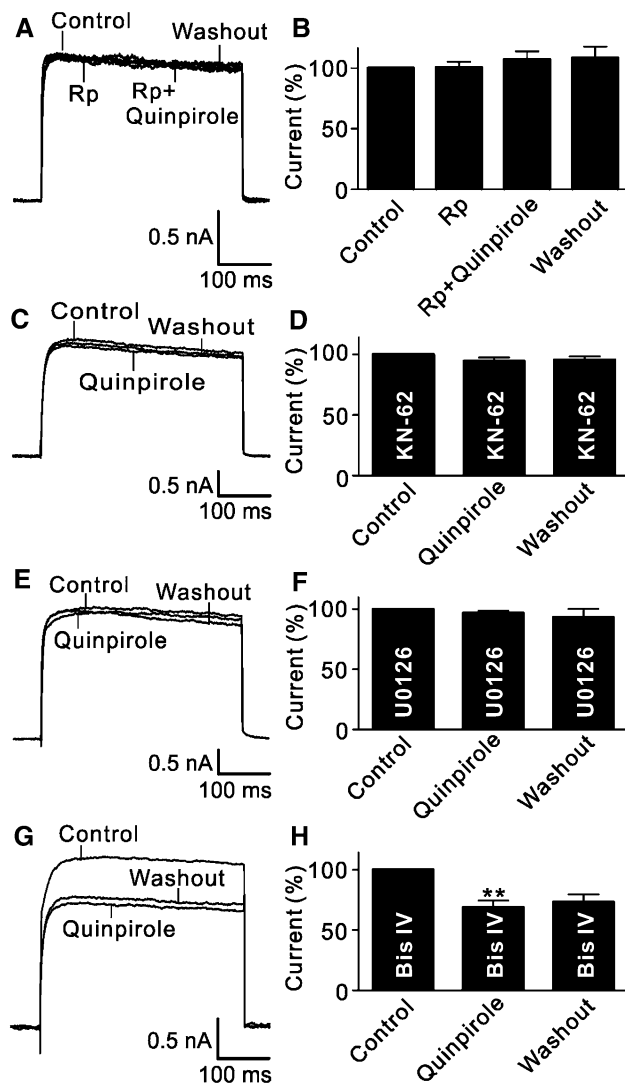 A
Control
Washout
Rp
Rp+
Quinpirole
0.5 nA
100 ms
B
Current (%)
100
50
0
Control
Rp
Rp+Quinpirole
Washout
C
Control
Washout
Quinpirole
0.5 nA
100 ms
D
Current (%)
100
50
0
KN-62
KN-62
KN-62
Control
Quinpirole
Washout
E
Control
Washout
Quinpirole
0.5 nA
100 ms
F
Current (%)
100
50
0
U0126
U0126
U0126
Control
Quinpirole
Washout
G
Control
Washout
Quinpirole
0.5 nA
100 ms
H
Current (%)
100
50
0
**
Bis IV
Bis IV
Bis IV
Control
Quinpirole
Washout